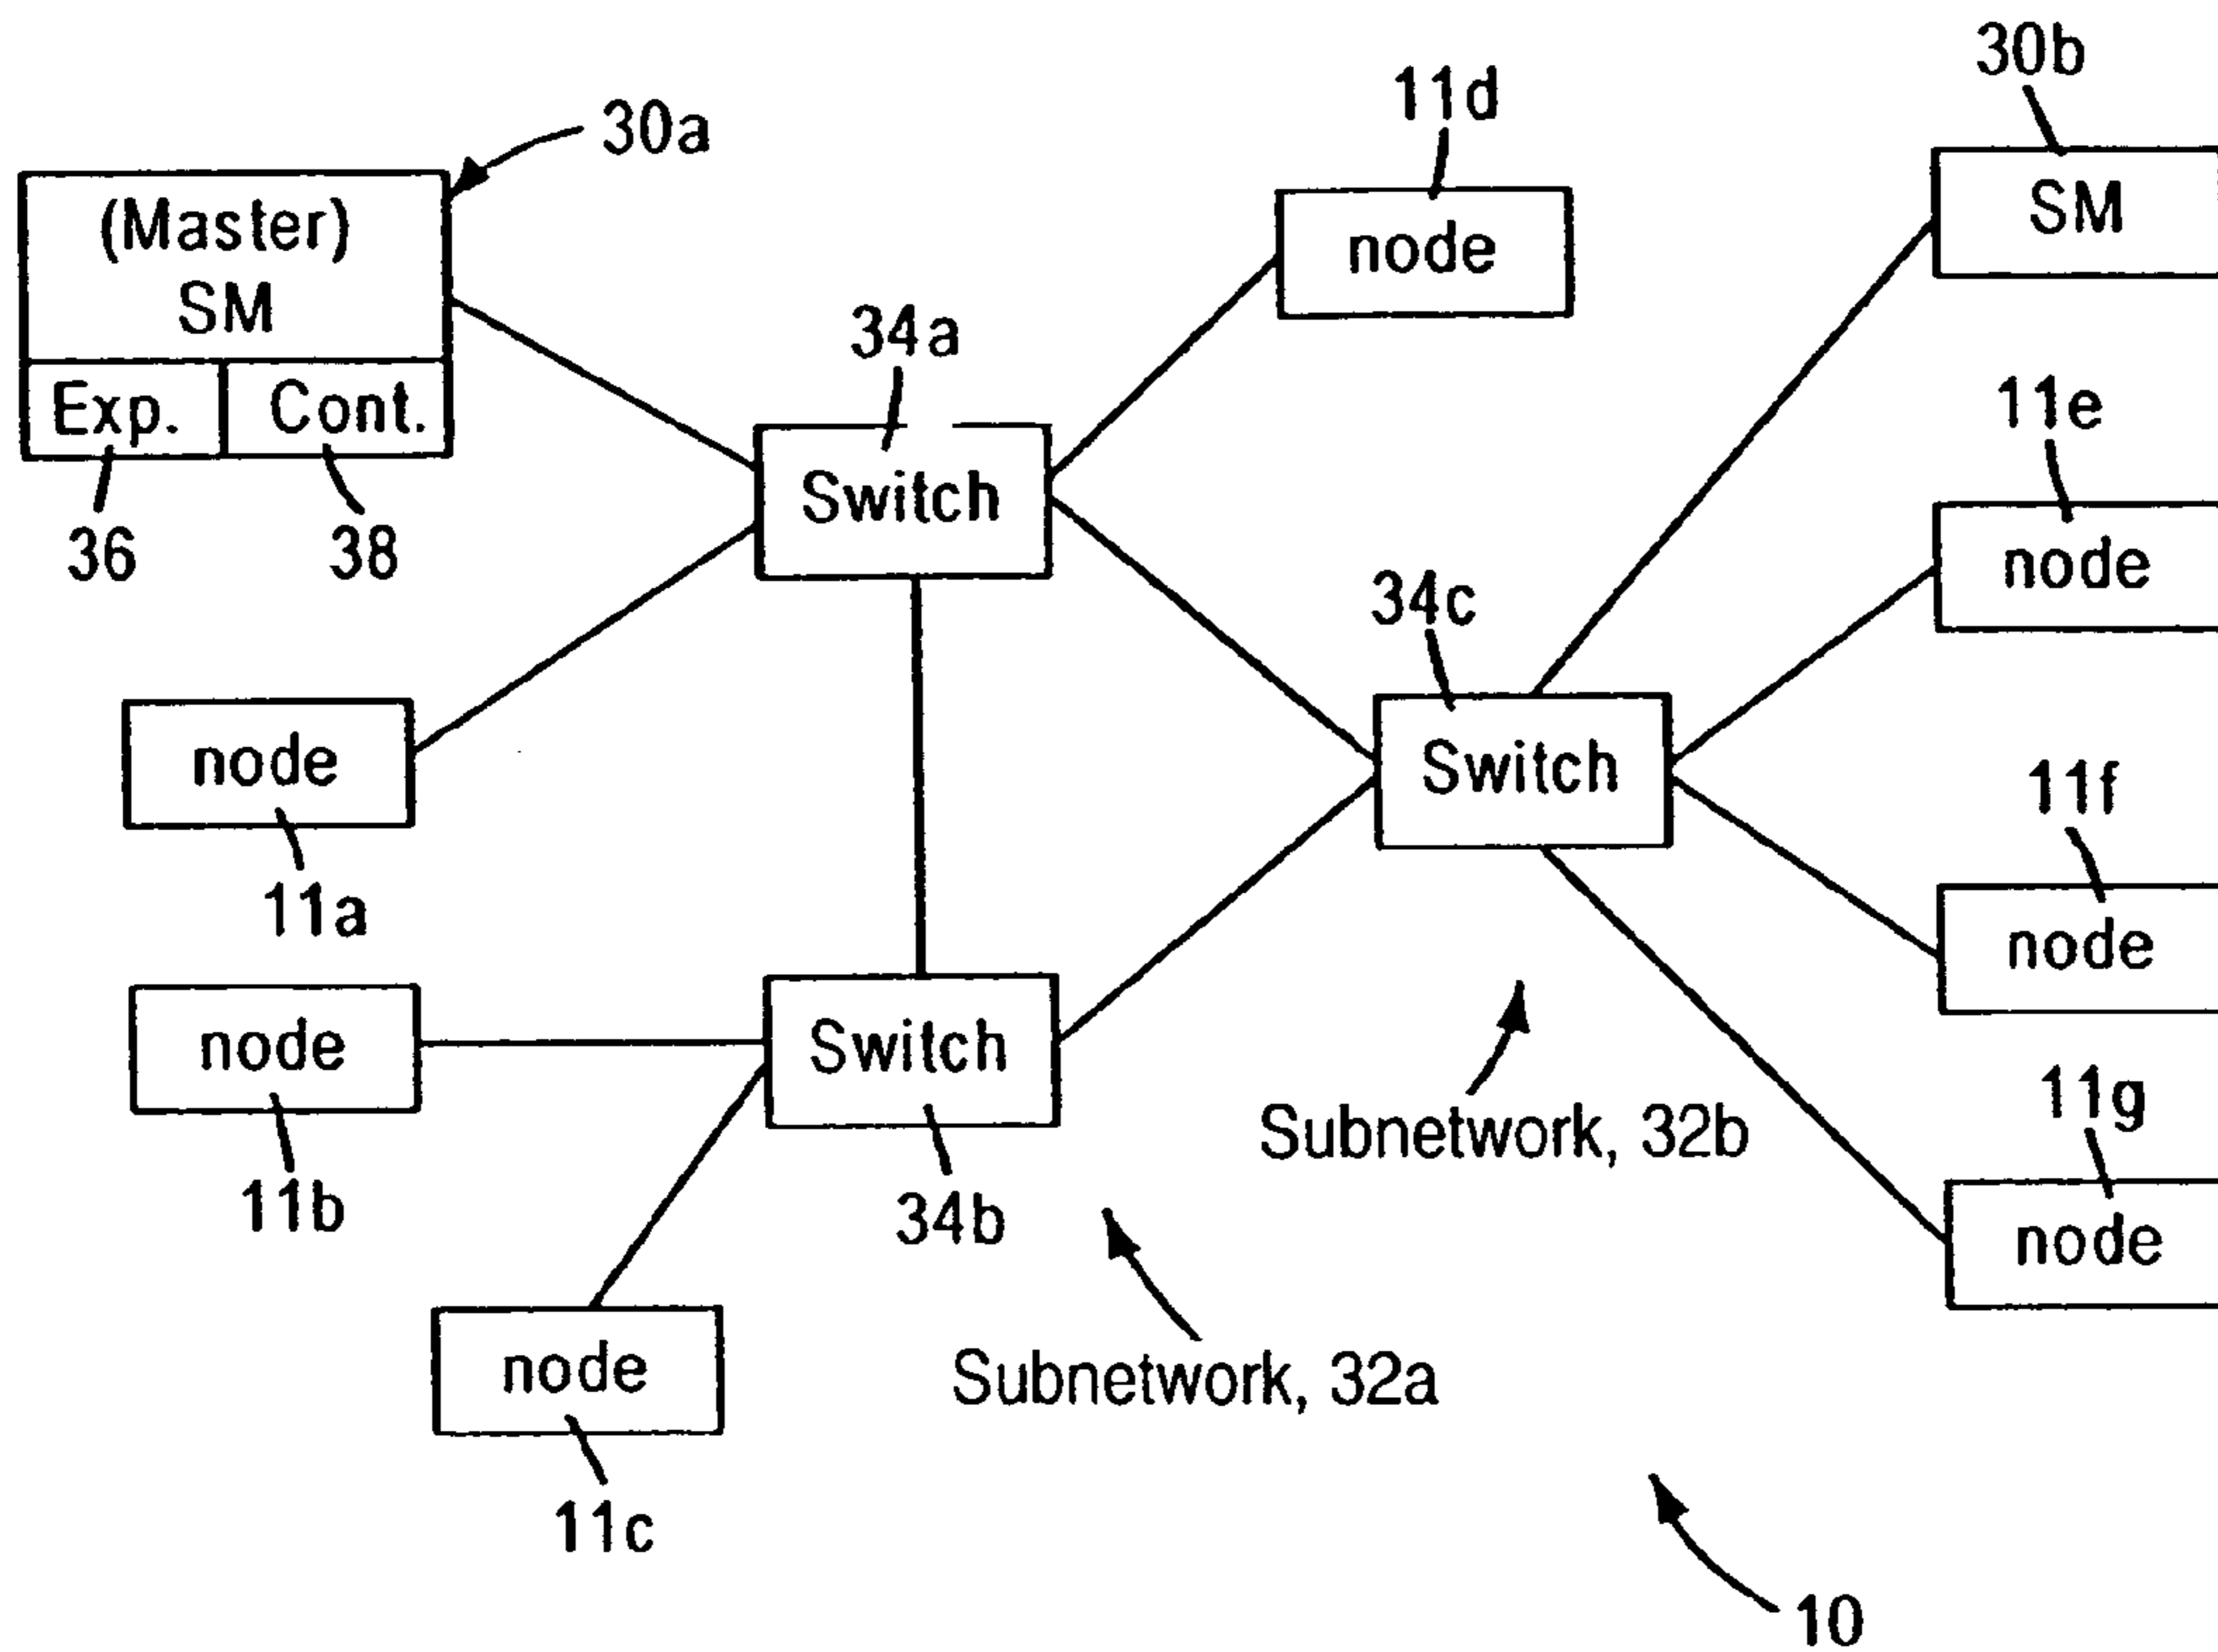 30b
11d
30a
(Master)
SM
SM
node
34a
Exp.
Cont.
11e
Switch
36
38
node
34c
node
Switch
11f
11a
node
node
Switch
11g
Subnetwork, 32b
11b
34b
node
node
Subnetwork, 32a
11c
10